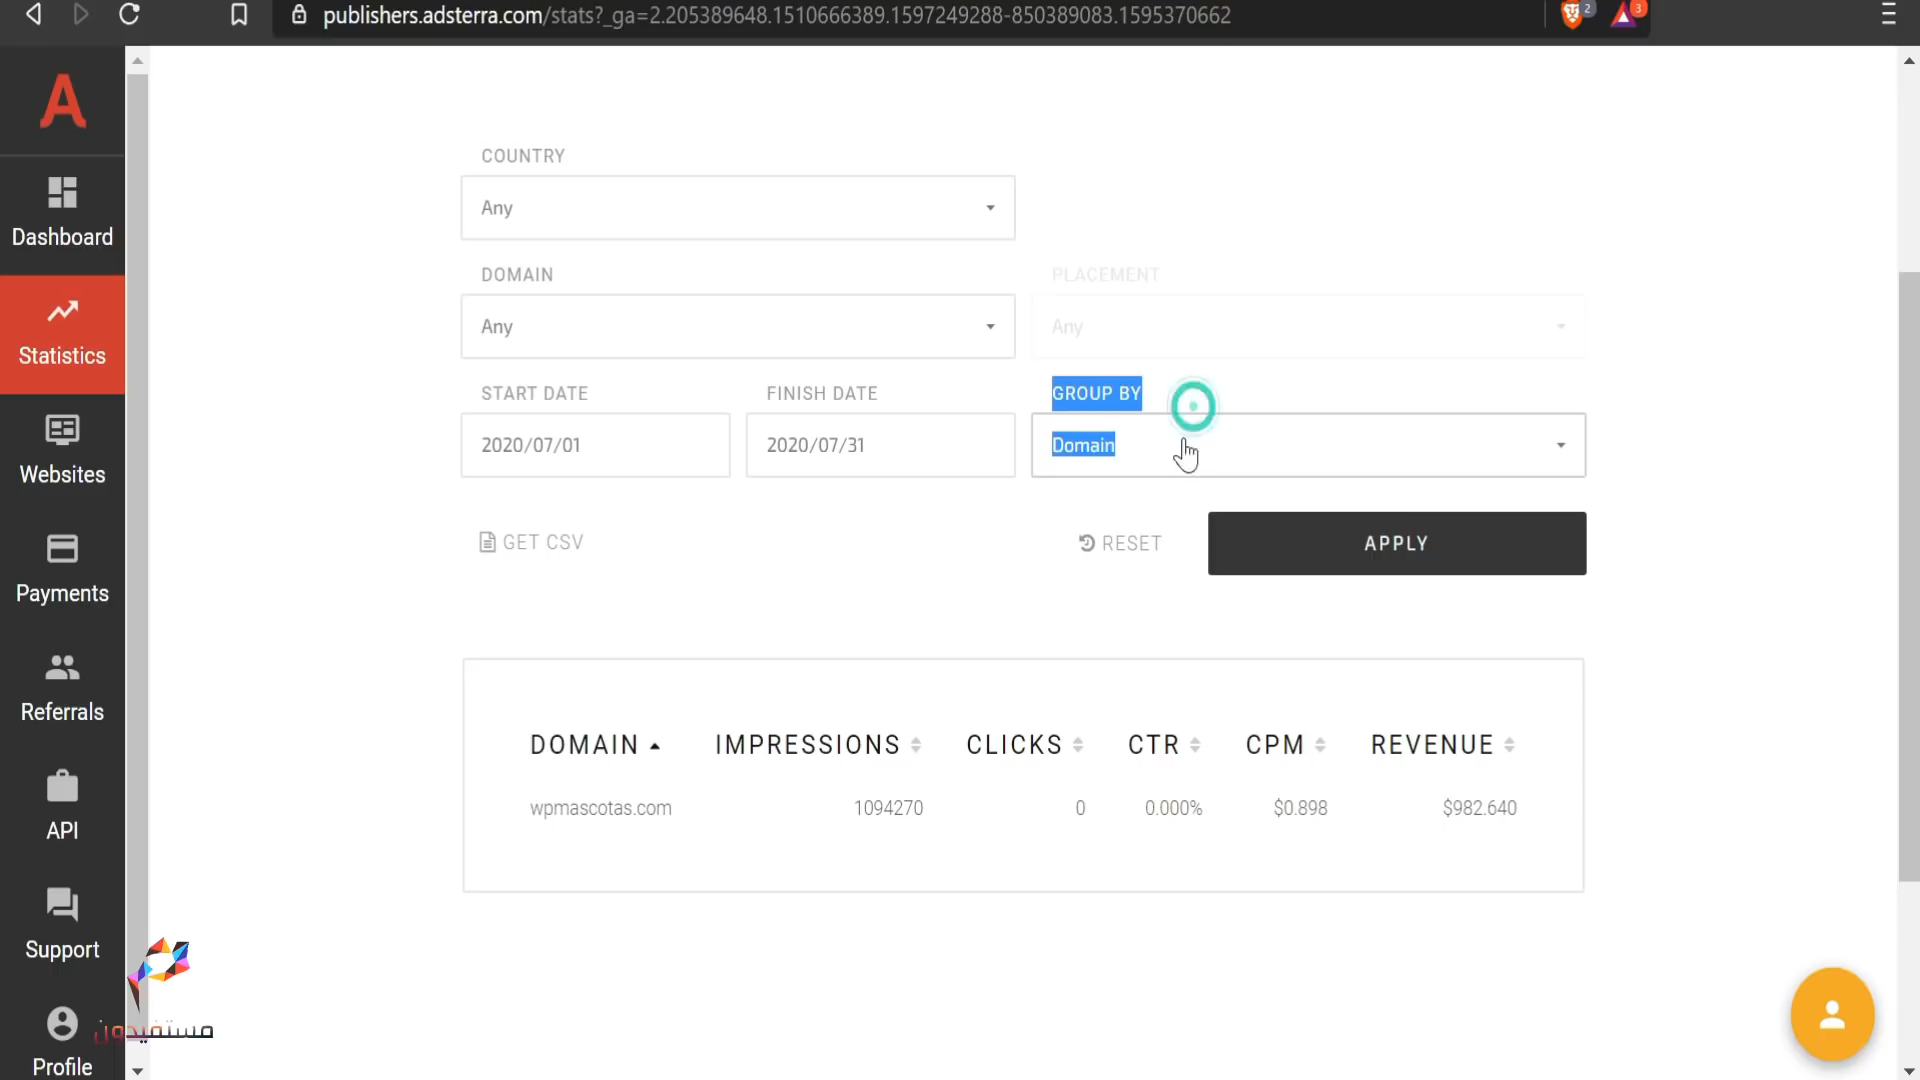 publishers.adsterra.com/stats?_ga=2.205389648.1510666389.1597249288-850389083.1595370662
2
3
A
Dashboard
Statistics
Websites
Payments
Referrals
API
Support
Profile
COUNTRY
Any
DOMAIN
PLACEMENT
Any
Any
START DATE
FINISH DATE
GROUP BY
2020/07/01
2020/07/31
Domain
GET CSV
RESET
APPLY
DOMAIN IMPRESSIONS CLICKS CTR CPM REVENUE
wpmascotas.com 1094270 0 0.000% $0.898 $982.640
مستفيدون